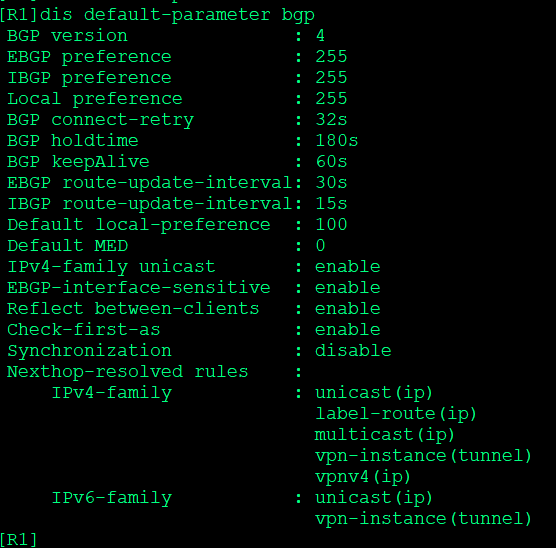 [R1]dis default-parameter bgp
 BGP version                : 4
 EBGP preference            : 255
 IBGP preference            : 255
 Local preference           : 255
 BGP connect-retry          : 32s
 BGP holdtime               : 180s
 BGP keepAlive              : 60s
 EBGP route-update-interval: 30s
 IBGP route-update-interval: 15s
 Default local-preference  : 100
 Default MED                : 0
 IPv4-family unicast        : enable
 EBGP-interface-sensitive  : enable
 Reflect between-clients   : enable
 Check-first-as             : enable
 Synchronization            : disable
 Nexthop-resolved rules    :
     IPv4-family            : unicast(ip)
                              label-route(ip)
                              multicast(ip)
                              vpn-instance(tunnel)
                              vpnv4(ip)
     IPv6-family            : unicast(ip)
                              vpn-instance(tunnel)
[R1]